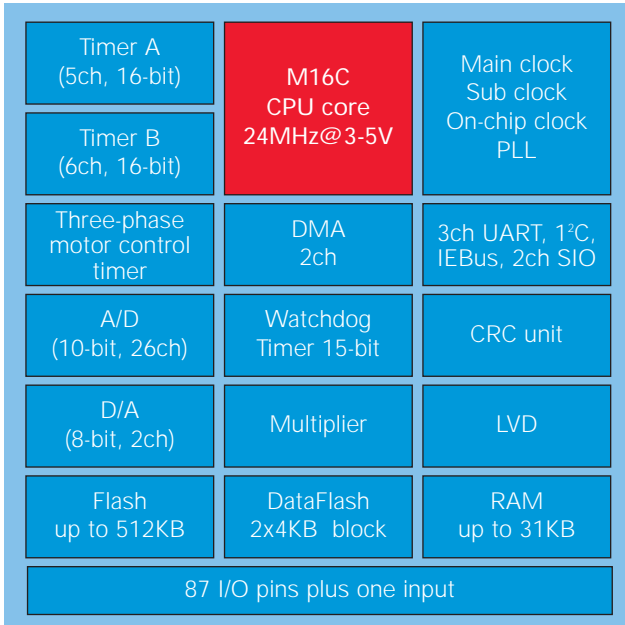 Timer A
(5ch, 16-bit)
M16C
CPU core
24MHz@3-5V
Main clock
Sub clock
On-chip clock
PLL
Timer B
(6ch, 16-bit)
Three-phase
motor control
timer
DMA
2ch
3ch UART, 1²C,
IEBus, 2ch SIO
A/D
(10-bit, 26ch)
Watchdog
Timer 15-bit
CRC unit
D/A
(8-bit, 2ch)
Multiplier
LVD
Flash
up to 512KB
DataFlash
2x4KB block
RAM
up to 31KB
87 I/O pins plus one input